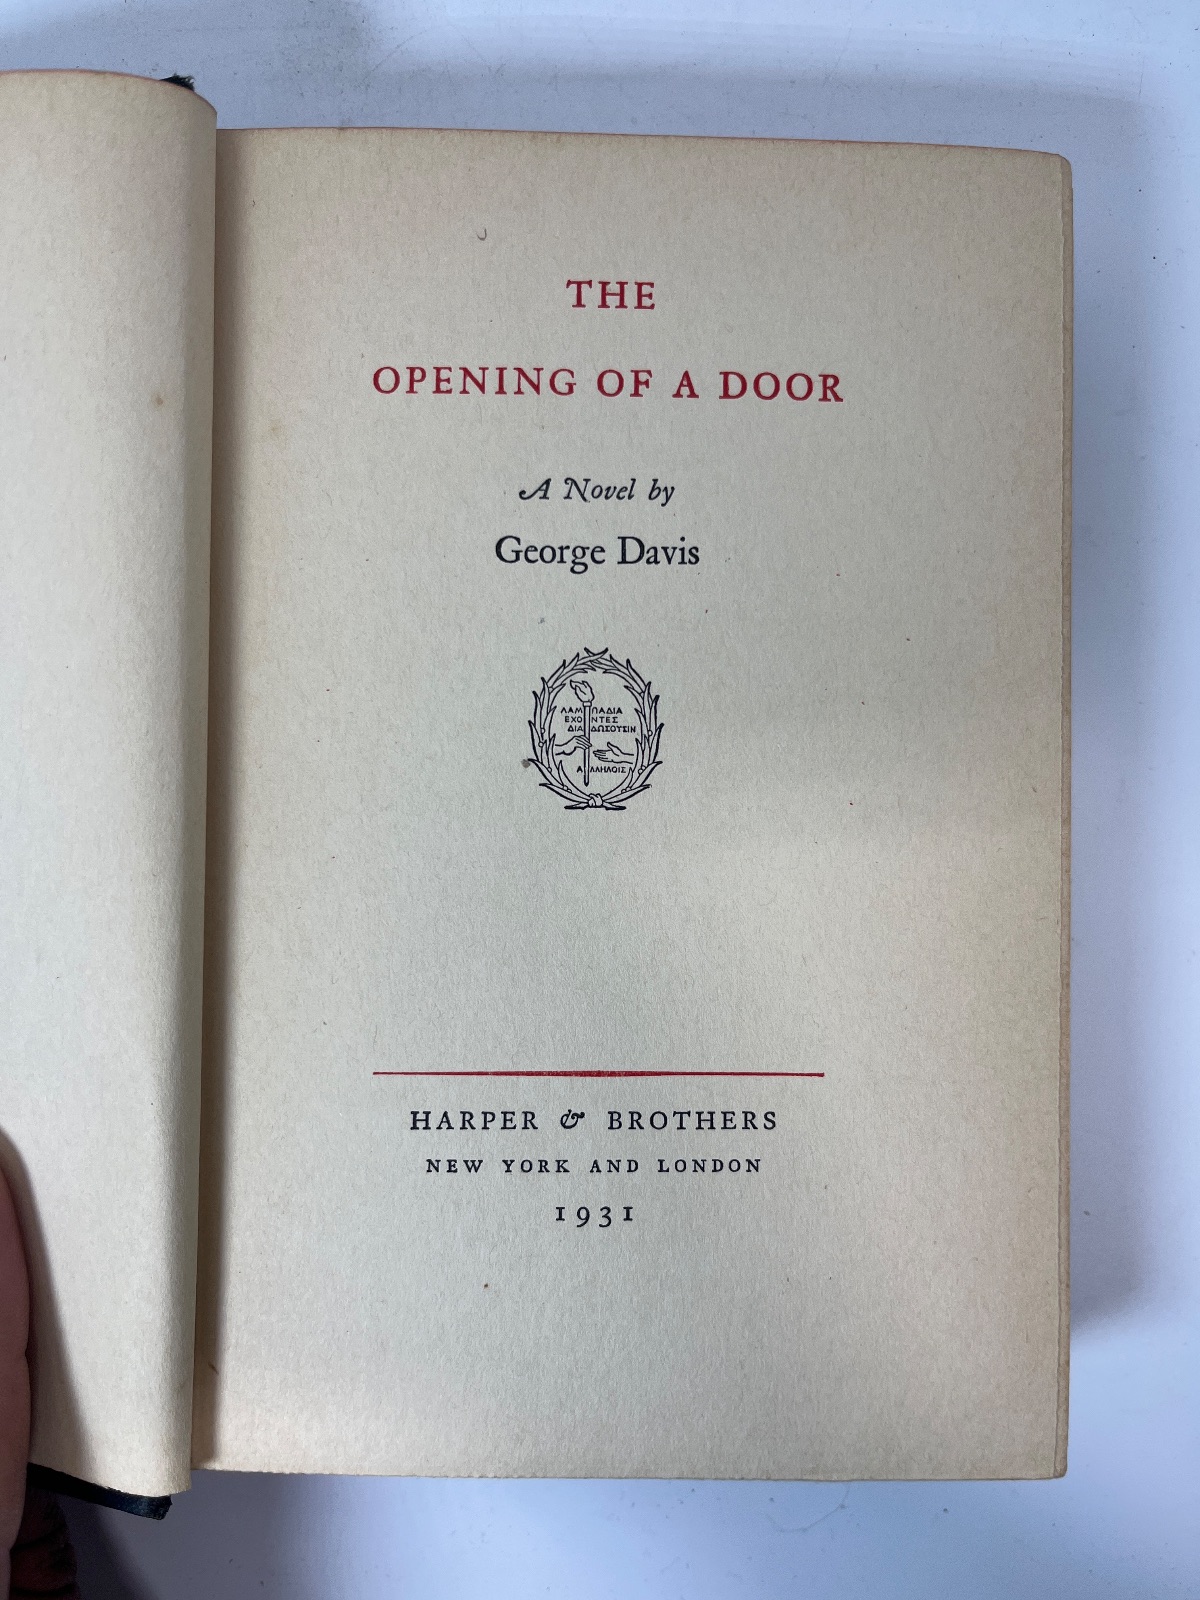 THE
OPENING OF A DOOR
A Novel by
George Davis
ΛΑΜΠΑΔΙΑ
ΕΧΟΝΤΕΣ
ΔΙΑΔΩΣΟΥΣΙΝ
ΑΛΛΗΛΟΙΣ
HARPER & BROTHERS
NEW YORK AND LONDON
1931